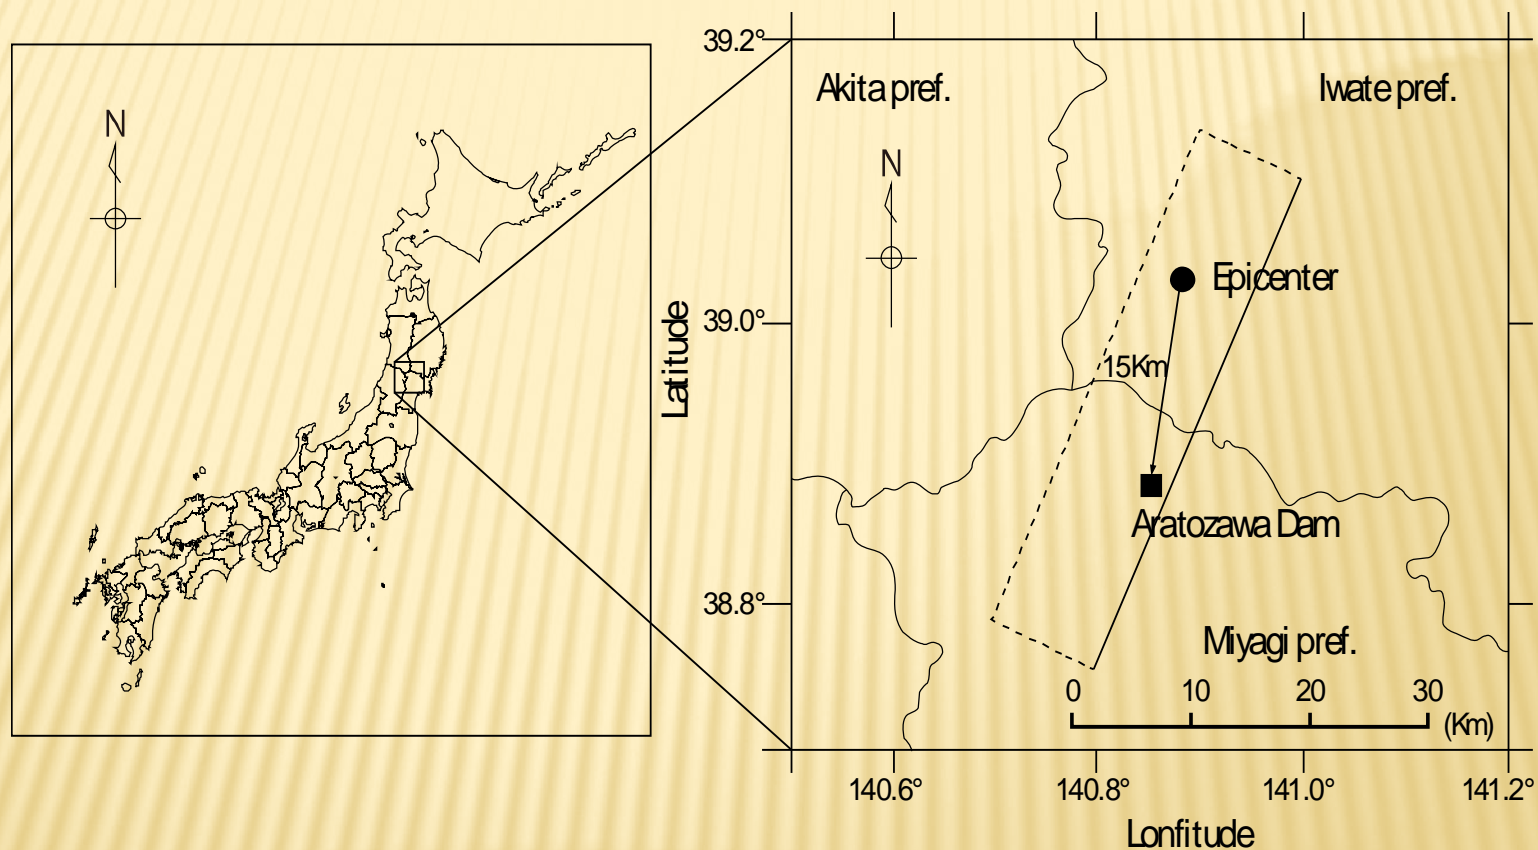 N
39.2°
39.0°
38.8°
Latitude
Akita pref.
Iwate pref.
N
Epicenter
15Km
Aratozawa Dam
Miyagi pref.
0 10 20 30
(Km)
140.6° 140.8° 141.0° 141.2°
Lonfitude